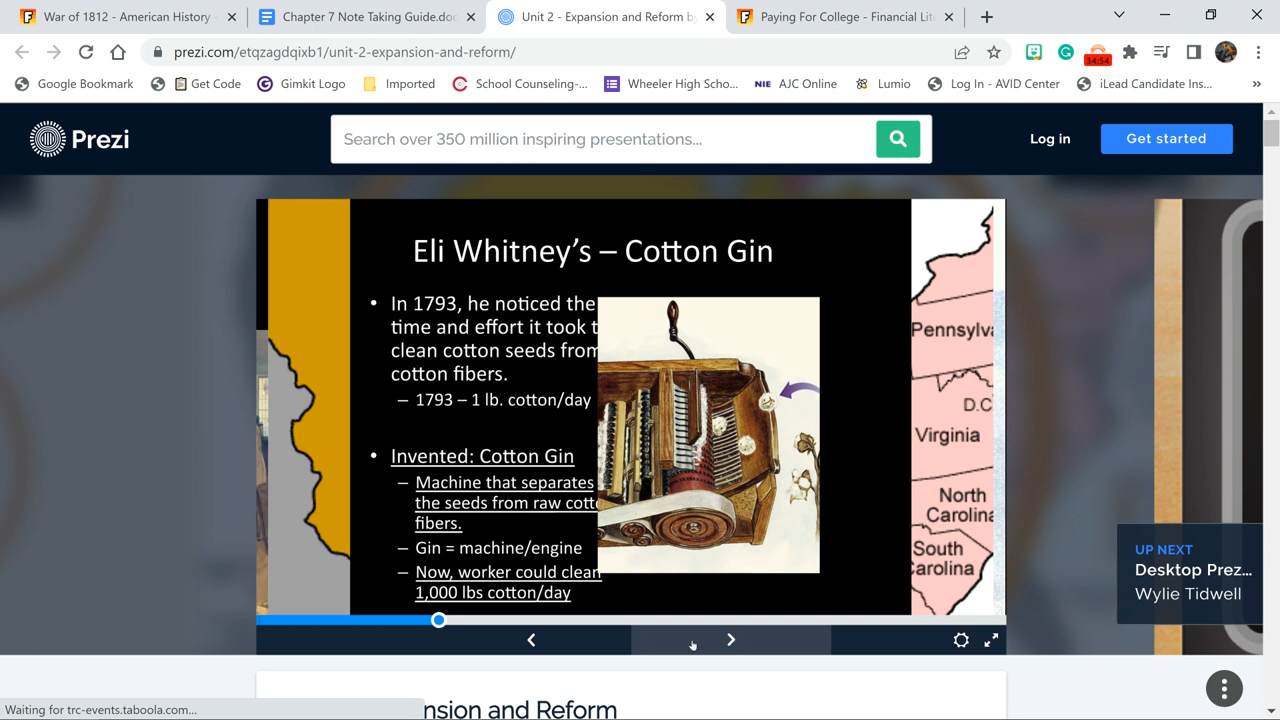 War of 1812 - American History
Chapter 7 Note Taking Guide.doc
Unit 2 - Expansion and Reform by
Paying For College - Financial Lit
prezi.com/etqzagdqixb1/unit-2-expansion-and-reform/
34:54
Google Bookmark
Get Code
Gimkit Logo
Imported
School Counseling-...
Wheeler High Scho...
NIE AJC Online
Lumio
Log In - AVID Center
iLead Candidate Ins...
»
Prezi
Search over 350 million inspiring presentations...
Log in
Get started
Eli Whitney's – Cotton Gin
• In 1793, he noticed the
time and effort it took t
clean cotton seeds from
cotton fibers.
– 1793 – 1 lb. cotton/day
• Invented: Cotton Gin
– Machine that separates
the seeds from raw cotto
fibers.
– Gin = machine/engine
– Now, worker could clean
1,000 lbs cotton/day
Pennsylva
D.C
Virginia
North
Carolina
South
Carolina
UP NEXT
Desktop Prez...
Wylie Tidwell
nsion and Reform
Waiting for trc-events.taboola.com...